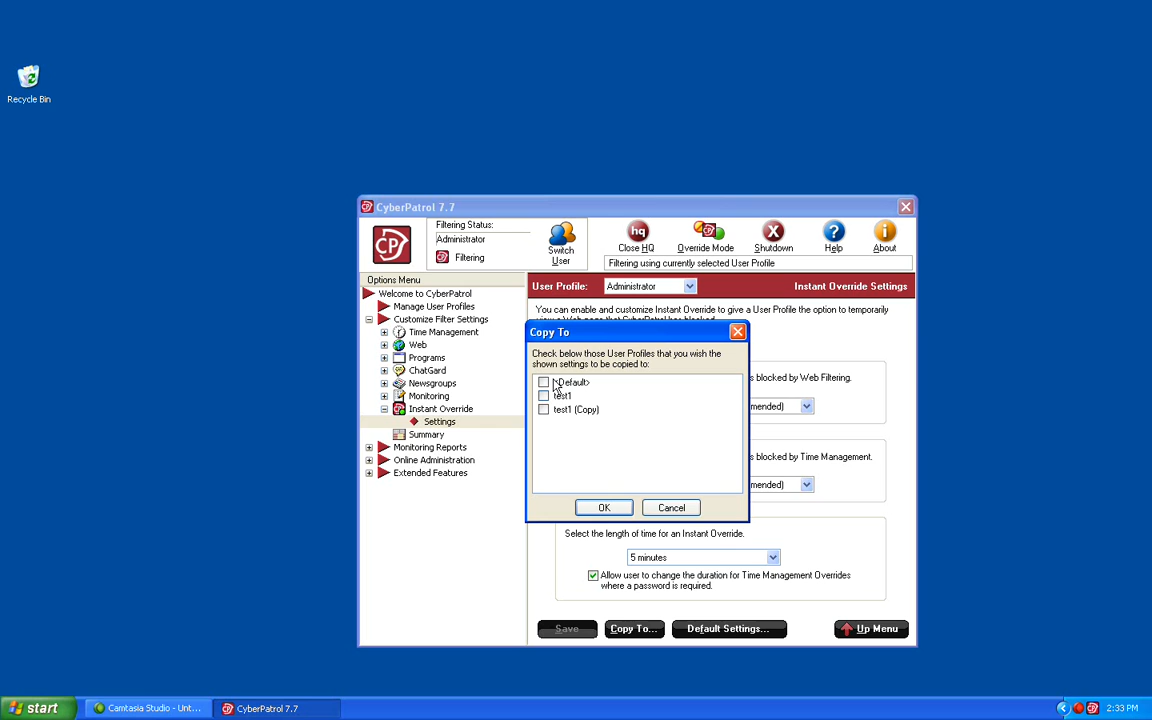 Recycle Bin
CyberPatrol 7.7
Filtering Status:
Administrator
Filtering
Switch
User
Close HQ
Override Mode
Shutdown
Help
About
Filtering using currently selected User Profile
Options Menu
Welcome to CyberPatrol
Manage User Profiles
Customize Filter Settings
Time Management
Web
Programs
ChatGard
Newsgroups
Monitoring
Instant Override
Settings
Summary
Monitoring Reports
Online Administration
Extended Features
User Profile:
Administrator
Instant Override Settings
You can enable and customize Instant Override to give a User Profile the option to temporarily
Copy To
Check below those User Profiles that you wish the
shown settings to be copied to:
<Default>
test1
test1 (Copy)
OK
Cancel
s blocked by Web Filtering.
mended)
s blocked by Time Management.
mended)
Select the length of time for an Instant Override.
5 minutes
Allow user to change the duration for Time Management Overrides
where a password is required.
Save
Copy To...
Default Settings...
Up Menu
start
Camtasia Studio - Unt...
CyberPatrol 7.7
2:33 PM